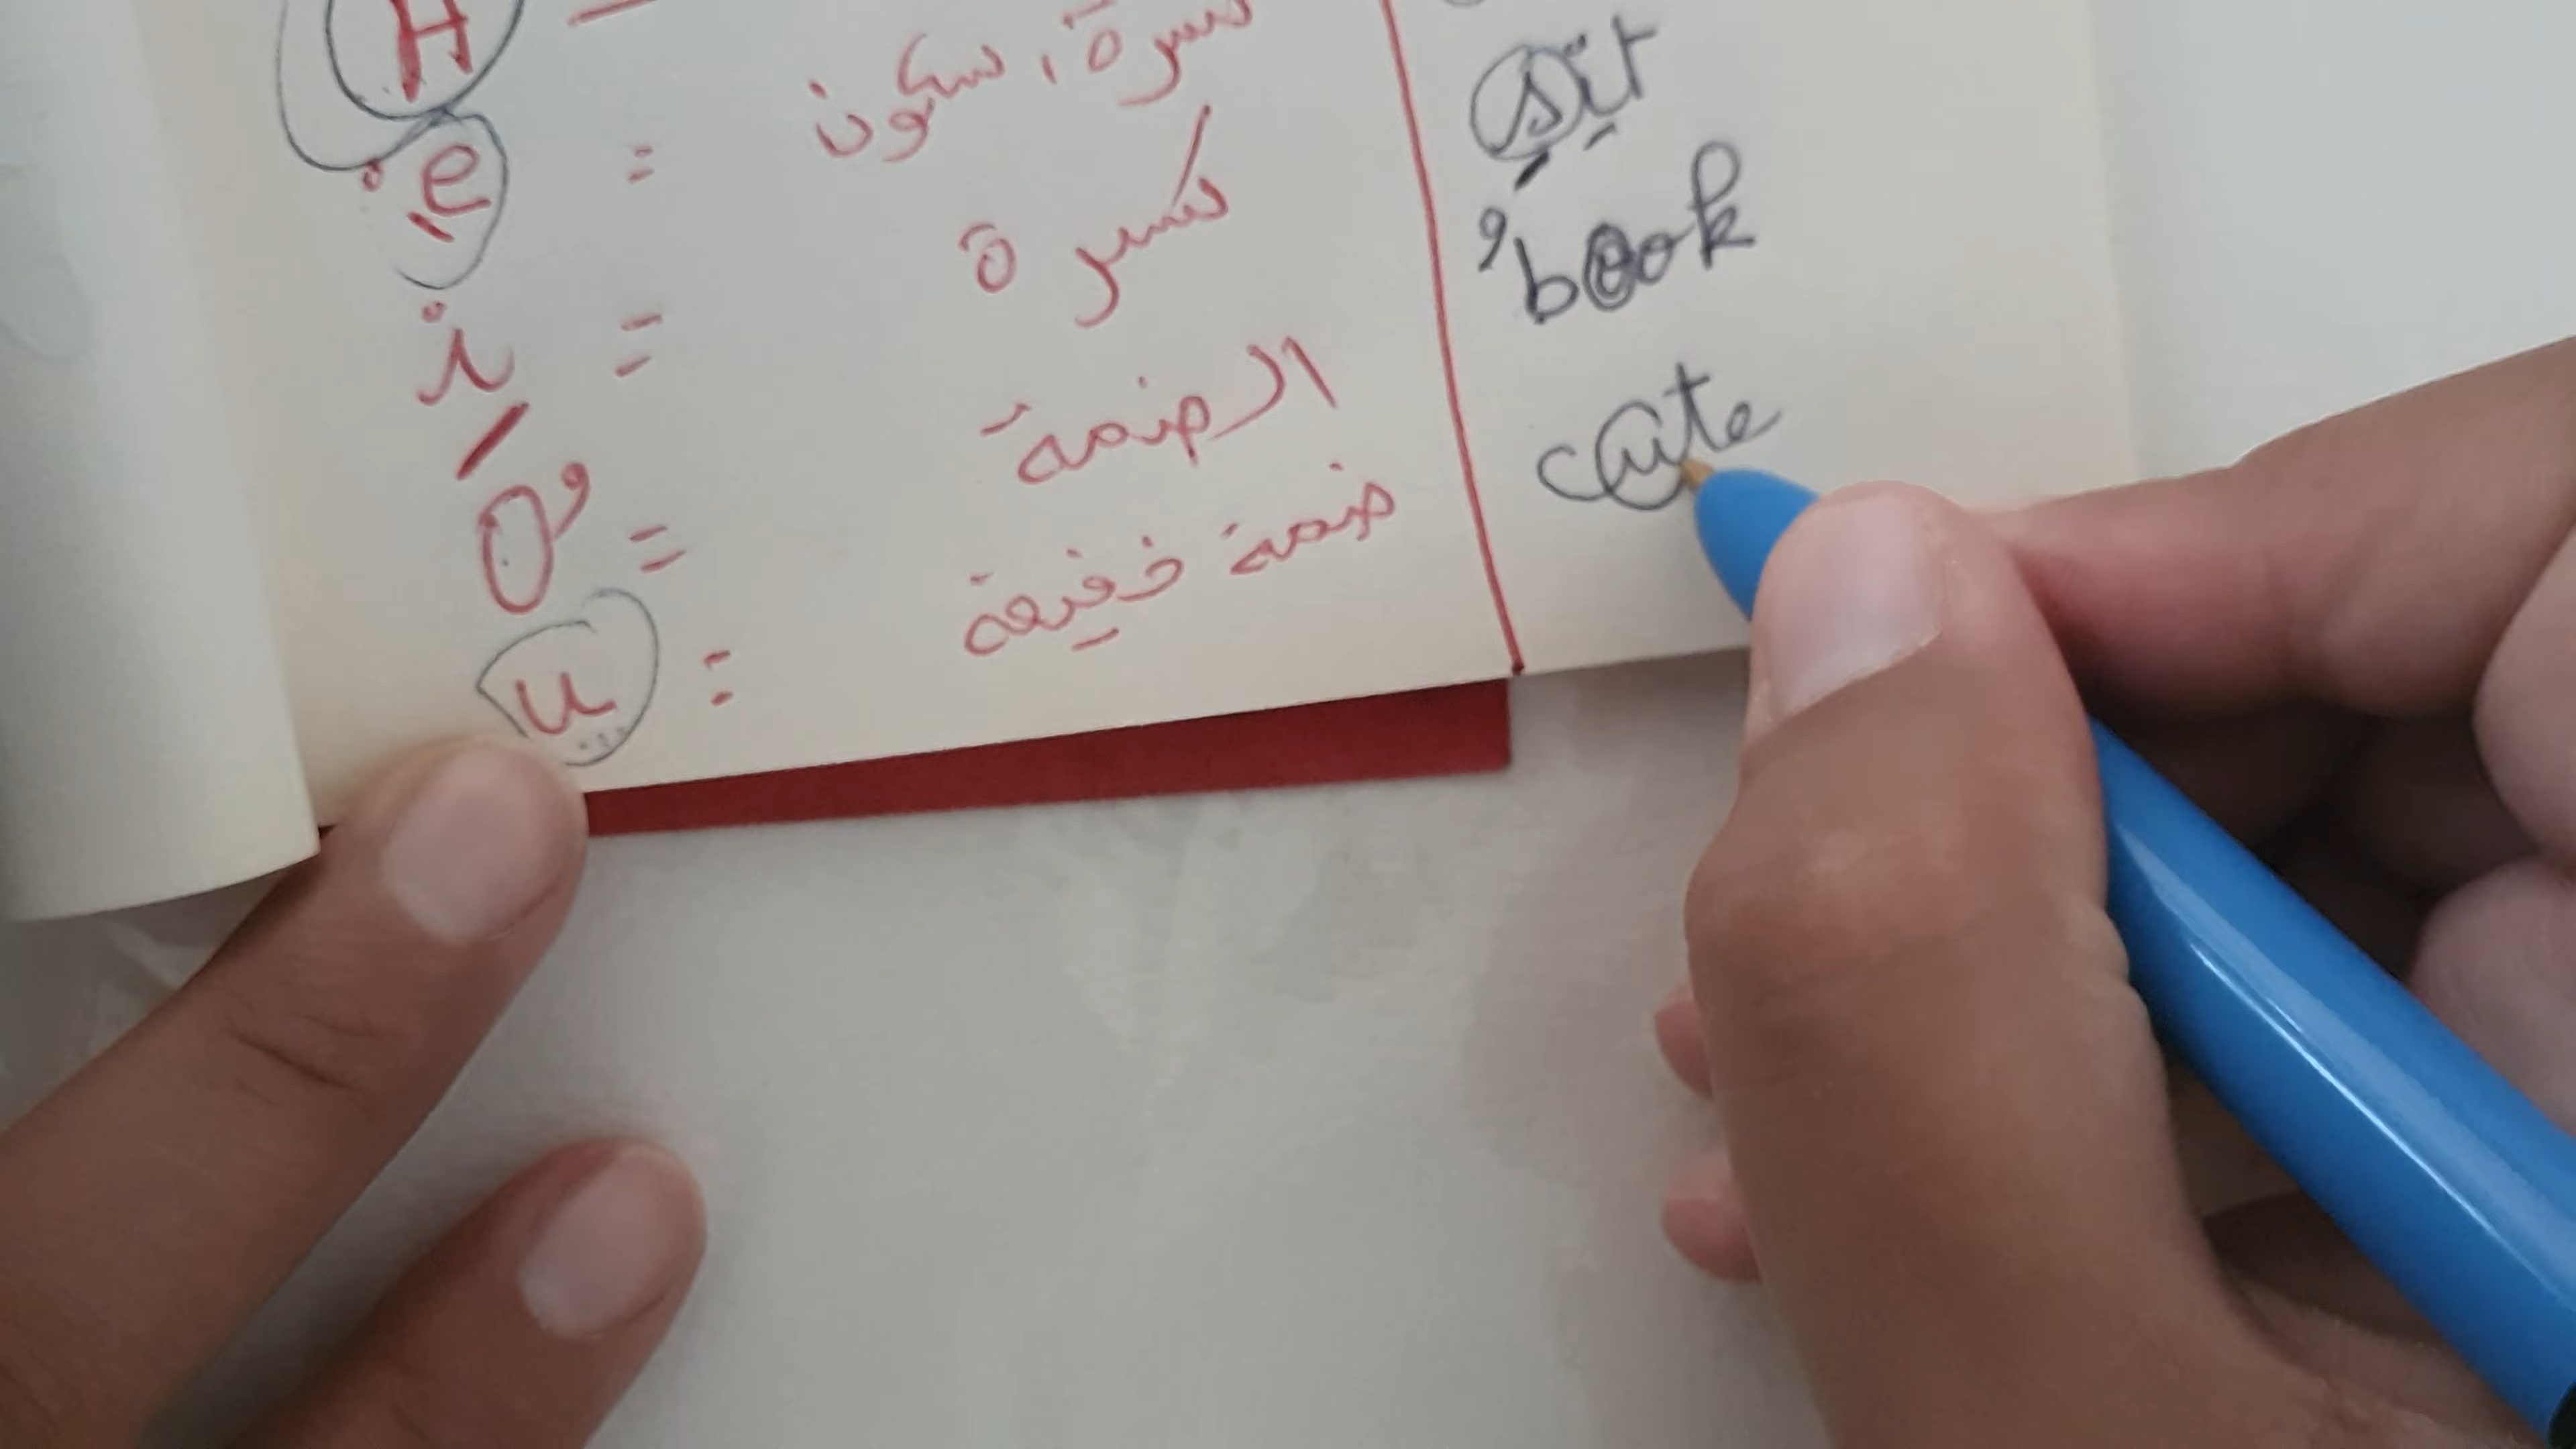 A
e = كسرة، سكون
i = كسرة
o = الضمة
u : ضمة خفيفة
sit
book
cute